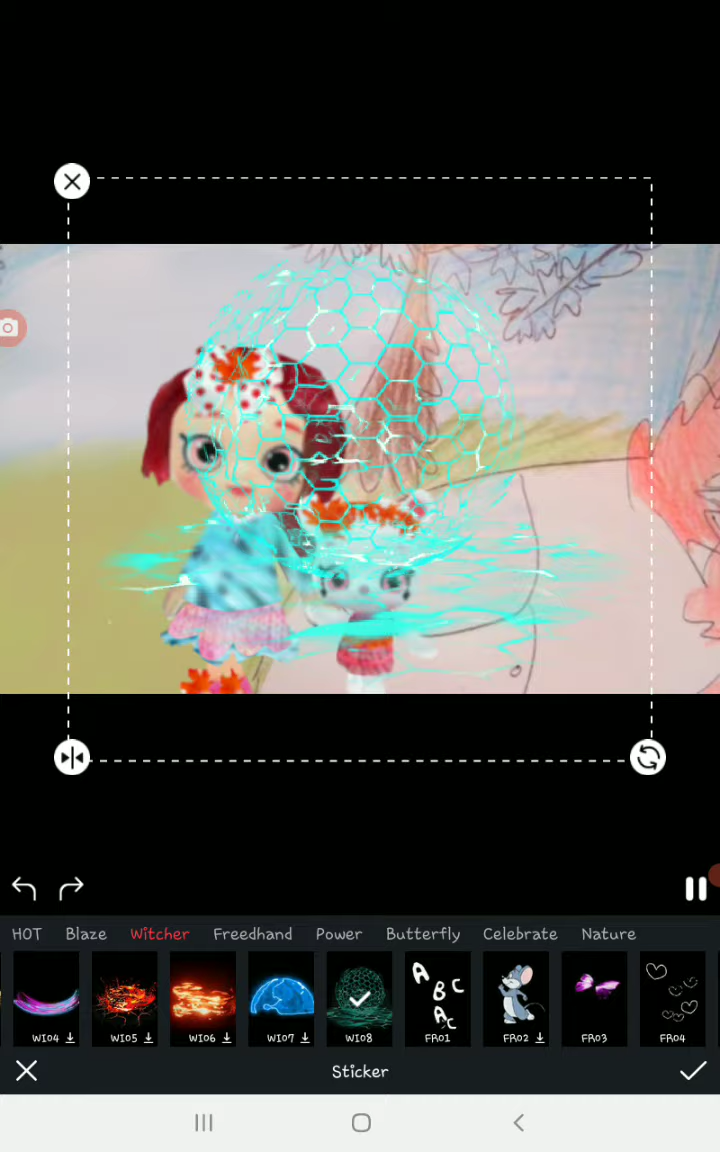 HOT Blaze Witcher Freedhand Power Butterfly Celebrate Nature
A B C
A C
WI04 WI05 WI06 WI07 WI08 FR01 FR02 FR03 FR04
Sticker